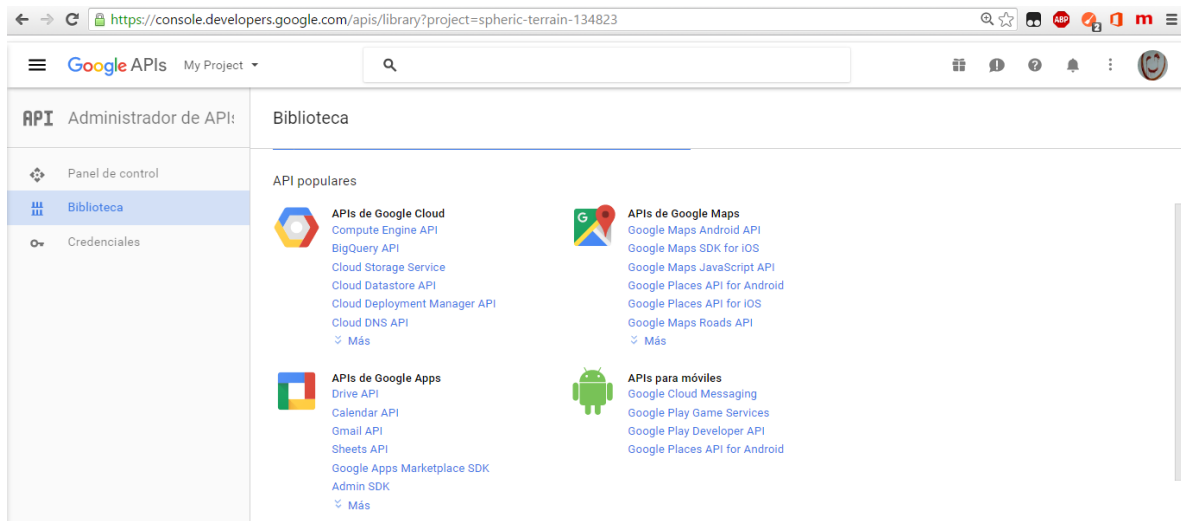 https://console.developers.google.com/apis/library?project=spheric-terrain-134823
ABP
2
m
Google APIs My Project
API Administrador de APIs
Biblioteca
Panel de control
Biblioteca
Credenciales
API populares
APIs de Google Cloud
Compute Engine API
BigQuery API
Cloud Storage Service
Cloud Datastore API
Cloud Deployment Manager API
Cloud DNS API
Más
APIs de Google Maps
G
Google Maps Android API
Google Maps SDK for iOS
Google Maps JavaScript API
Google Places API for Android
Google Places API for iOS
Google Maps Roads API
Más
APIs de Google Apps
Drive API
Calendar API
Gmail API
Sheets API
Google Apps Marketplace SDK
Admin SDK
Más
APIs para móviles
Google Cloud Messaging
Google Play Game Services
Google Play Developer API
Google Places API for Android